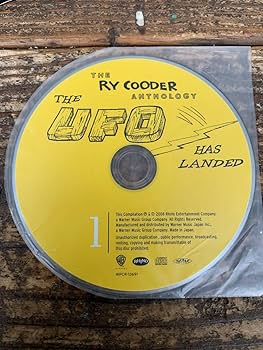 THE
RY COODER
ANTHOLOGY
THE
UFO
HAS
LANDED
1
This Compilation ℗ & © 2008 Rhino Entertainment Company,
a Warner Music Group Company. All Rights Reserved.
Manufactured and distributed by Warner Music Japan Inc.,
a Warner Music Group Company. Made in Japan.
Unauthorized duplication, public performance, broadcasting,
renting, copying and making transmittable of
this disc prohibited.
RHINO